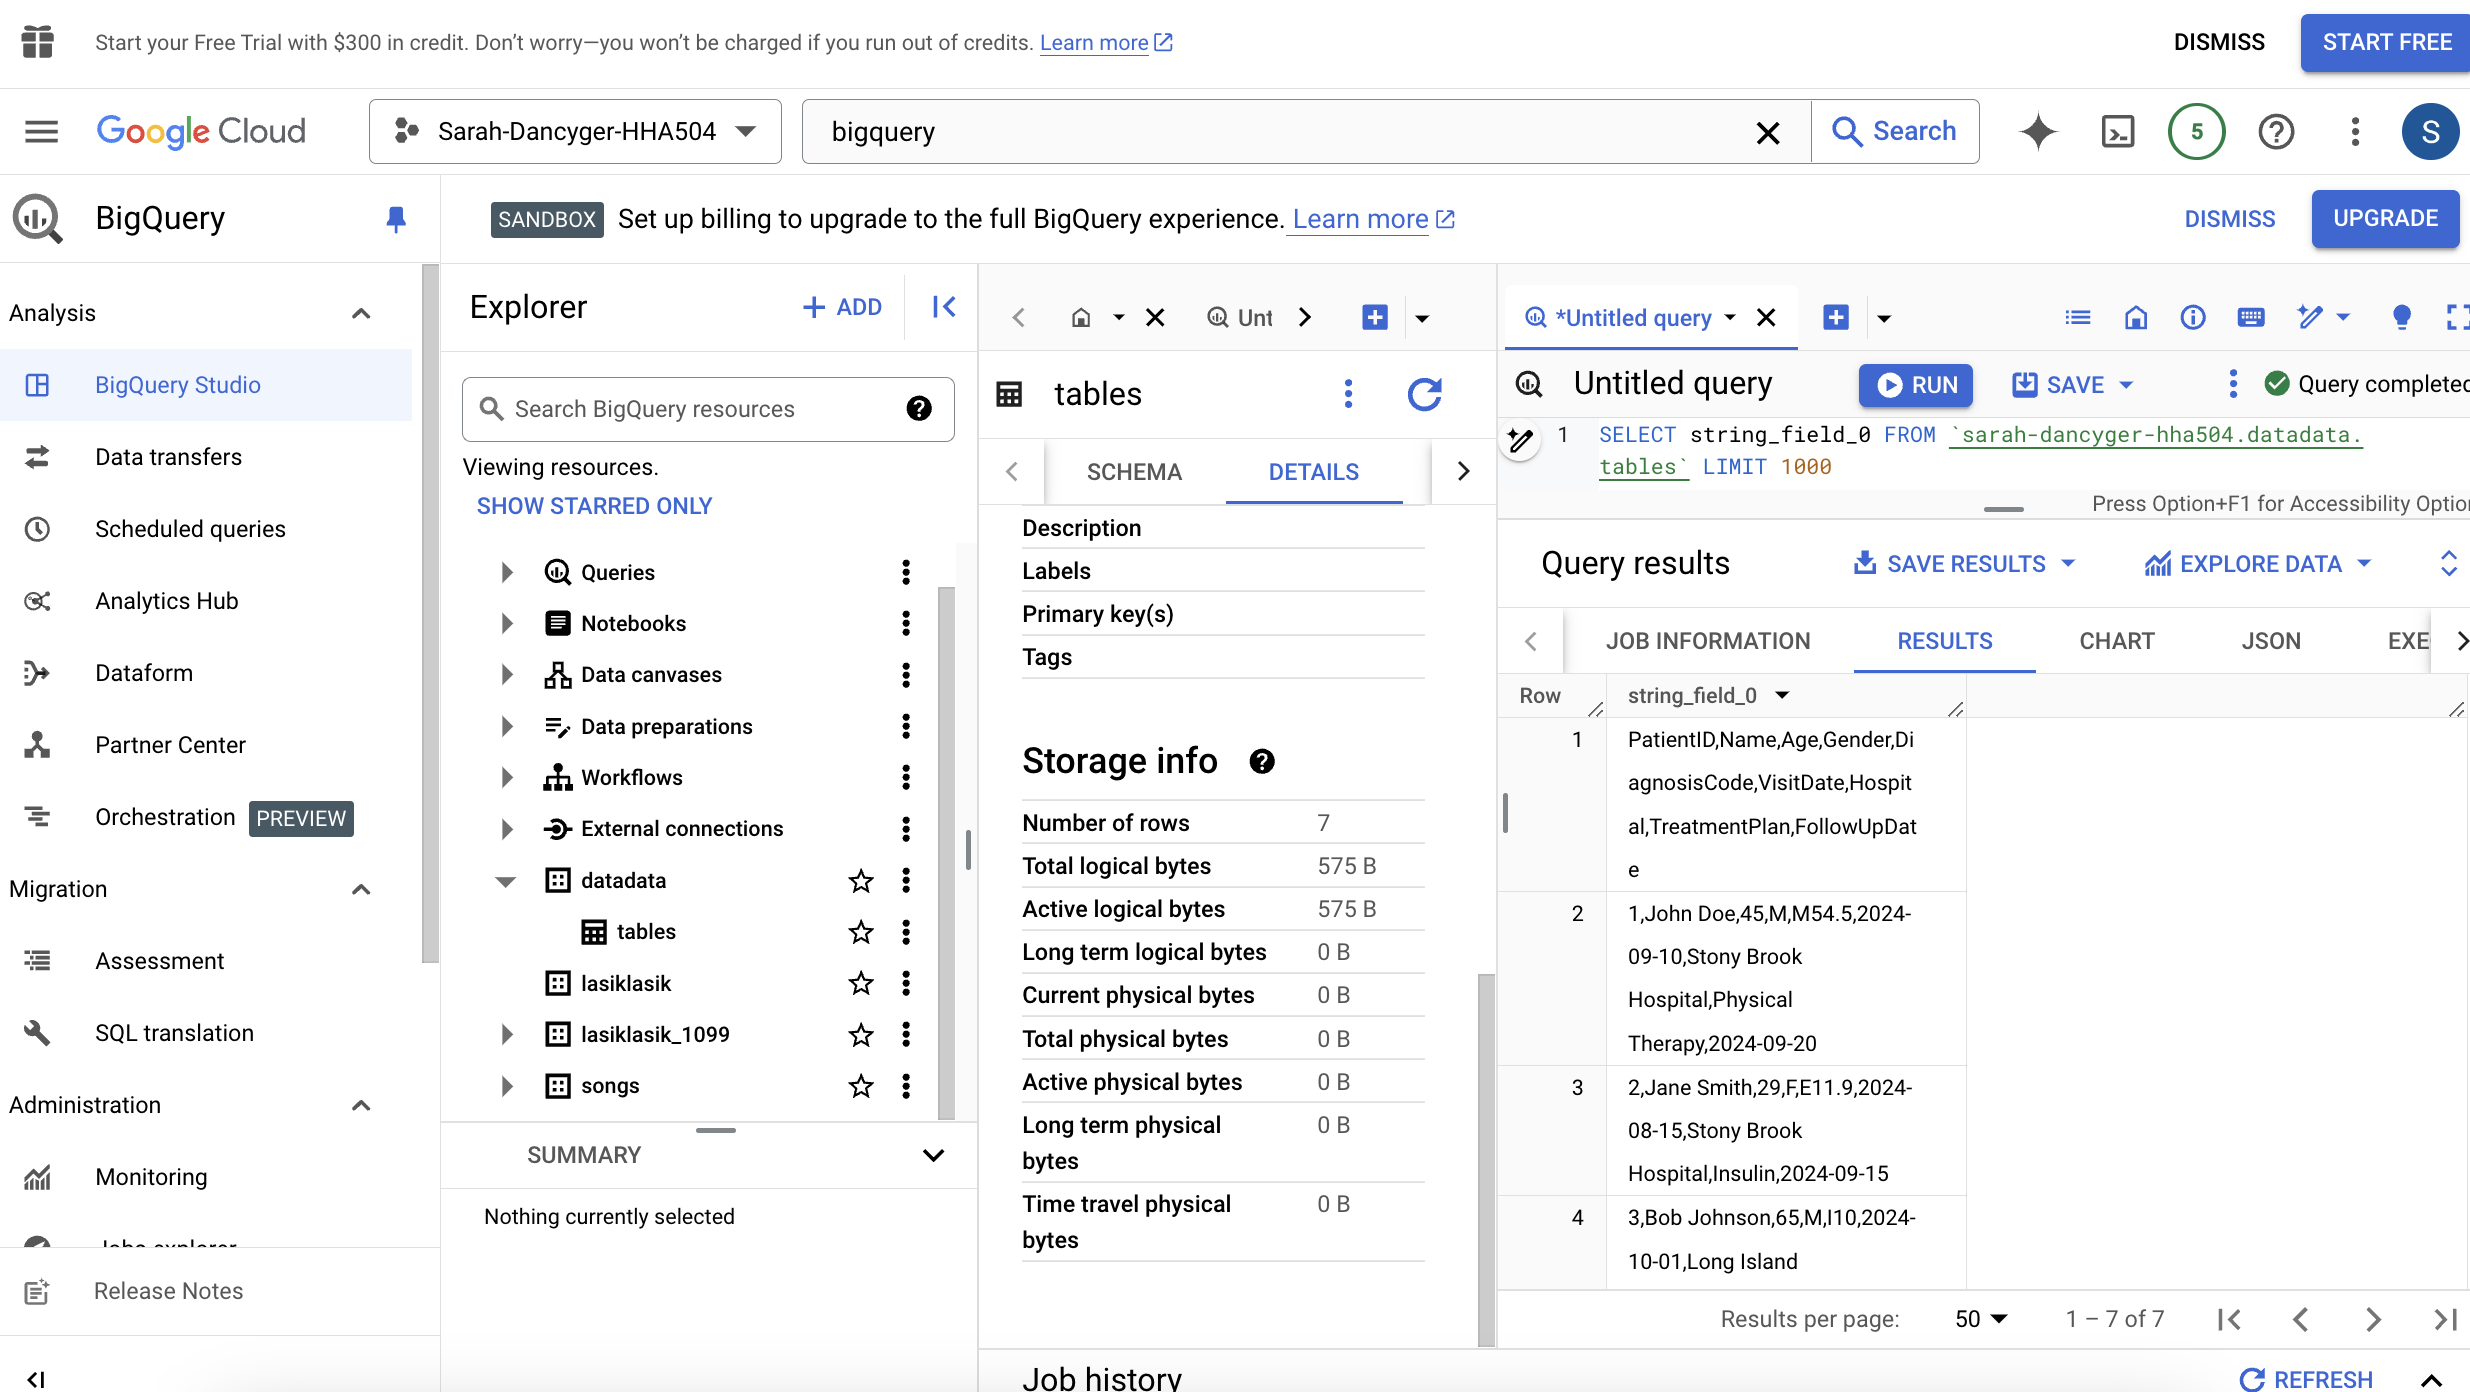 Start your Free Trial with $300 in credit. Don't worry—you won't be charged if you run out of credits. Learn more
DISMISS
START FREE
Google Cloud
Sarah-Dancyger-HHA504
bigquery
Search
5
S
BigQuery
SANDBOX Set up billing to upgrade to the full BigQuery experience. Learn more
DISMISS
UPGRADE
Analysis
BigQuery Studio
Data transfers
Scheduled queries
Analytics Hub
Dataform
Partner Center
Orchestration PREVIEW
Migration
Assessment
SQL translation
Administration
Monitoring
Release Notes
Explorer
ADD
Search BigQuery resources
Viewing resources.
SHOW STARRED ONLY
Queries
Notebooks
Data canvases
Data preparations
Workflows
External connections
datadata
tables
lasiklasik
lasiklasik_1099
songs
SUMMARY
Nothing currently selected
Unt
tables
SCHEMA
DETAILS
Description
Labels
Primary key(s)
Tags
Storage info
Number of rows 7
Total logical bytes 575 B
Active logical bytes 575 B
Long term logical bytes 0 B
Current physical bytes 0 B
Total physical bytes 0 B
Active physical bytes 0 B
Long term physical 0 B
bytes
Time travel physical 0 B
bytes
Job history
REFRESH
*Untitled query
Untitled query
RUN
SAVE
Query completed
1 SELECT string_field_0 FROM `sarah-dancyger-hha504.datadata.
tables` LIMIT 1000
Press Option+F1 for Accessibility Optio
Query results
SAVE RESULTS
EXPLORE DATA
JOB INFORMATION
RESULTS
CHART
JSON
EXE
Row string_field_0
1 PatientID,Name,Age,Gender,Di
agnosisCode,VisitDate,Hospit
al,TreatmentPlan,FollowUpDat
e
2 1,John Doe,45,M,M54.5,2024-
09-10,Stony Brook
Hospital,Physical
Therapy,2024-09-20
3 2,Jane Smith,29,F,E11.9,2024-
08-15,Stony Brook
Hospital,Insulin,2024-09-15
4 3,Bob Johnson,65,M,I10,2024-
10-01,Long Island
Results per page: 50 1 – 7 of 7